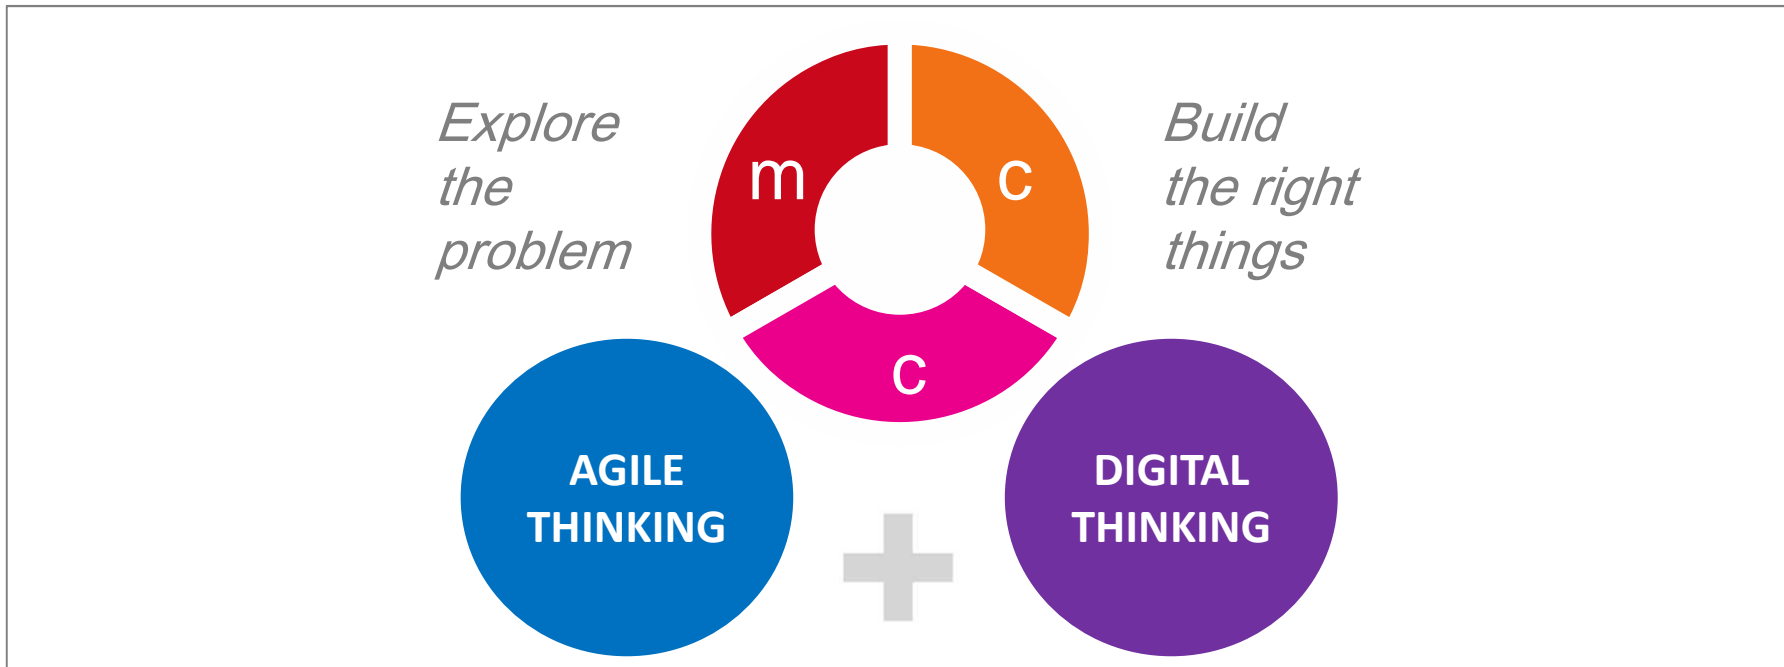 Explore
the
problem
m
c
c
Build
the right
things
AGILE
THINKING
DIGITAL
THINKING